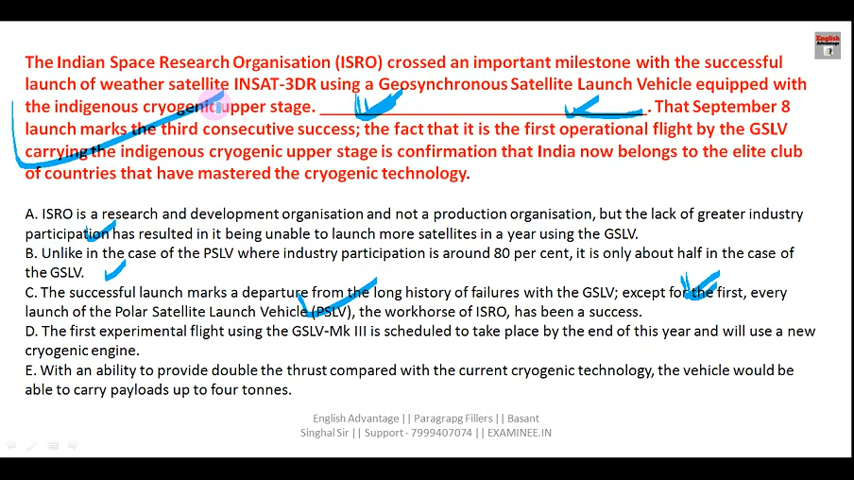 English
Advantage
The Indian Space Research Organisation (ISRO) crossed an important milestone with the successful
launch of weather satellite INSAT-3DR using a Geosynchronous Satellite Launch Vehicle equipped with
the indigenous cryogenic upper stage. ________________________________. That September 8
launch marks the third consecutive success; the fact that it is the first operational flight by the GSLV
carrying the indigenous cryogenic upper stage is confirmation that India now belongs to the elite club
of countries that have mastered the cryogenic technology.
A. ISRO is a research and development organisation and not a production organisation, but the lack of greater industry
participation has resulted in it being unable to launch more satellites in a year using the GSLV.
B. Unlike in the case of the PSLV where industry participation is around 80 per cent, it is only about half in the case of
the GSLV.
C. The successful launch marks a departure from the long history of failures with the GSLV; except for the first, every
launch of the Polar Satellite Launch Vehicle (PSLV), the workhorse of ISRO, has been a success.
D. The first experimental flight using the GSLV-Mk III is scheduled to take place by the end of this year and will use a new
cryogenic engine.
E. With an ability to provide double the thrust compared with the current cryogenic technology, the vehicle would be
able to carry payloads up to four tonnes.
English Advantage || Paragrapg Fillers || Basant
Singhal Sir || Support - 7999407074 || EXAMINEE.IN